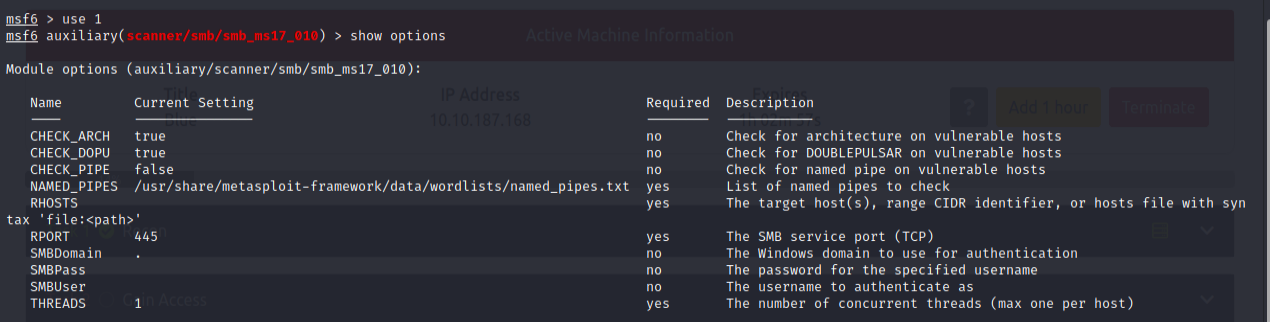 msf6 > use 1
msf6 auxiliary(scanner/smb/smb_ms17_010) > show options
Active Machine Information
Module options (auxiliary/scanner/smb/smb_ms17_010):
Title IP Address Expires
Name Current Setting Required Description
Blue 10.10.187.168 ? Add 1 hour Terminate
CHECK_ARCH true no Check for architecture on vulnerable hosts
CHECK_DOPU true no Check for DOUBLEPULSAR on vulnerable hosts
CHECK_PIPE false no Check for named pipe on vulnerable hosts
NAMED_PIPES /usr/share/metasploit-framework/data/wordlists/named_pipes.txt yes List of named pipes to check
RHOSTS yes The target host(s), range CIDR identifier, or hosts file with syn
tax 'file:<path>'
RPORT 445 yes The SMB service port (TCP)
SMBDomain . no The Windows domain to use for authentication
SMBPass no The password for the specified username
SMBUser no The username to authenticate as
THREADS 1 yes The number of concurrent threads (max one per host)
Gain Access